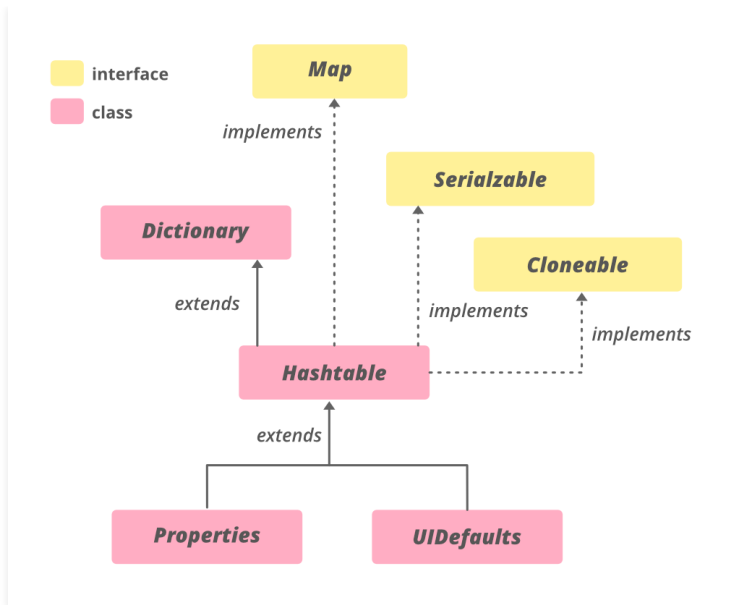 interface
class
Map
implements
Serialzable
Dictionary
Cloneable
extends
implements
implements
Hashtable
extends
Properties
UIDefaults